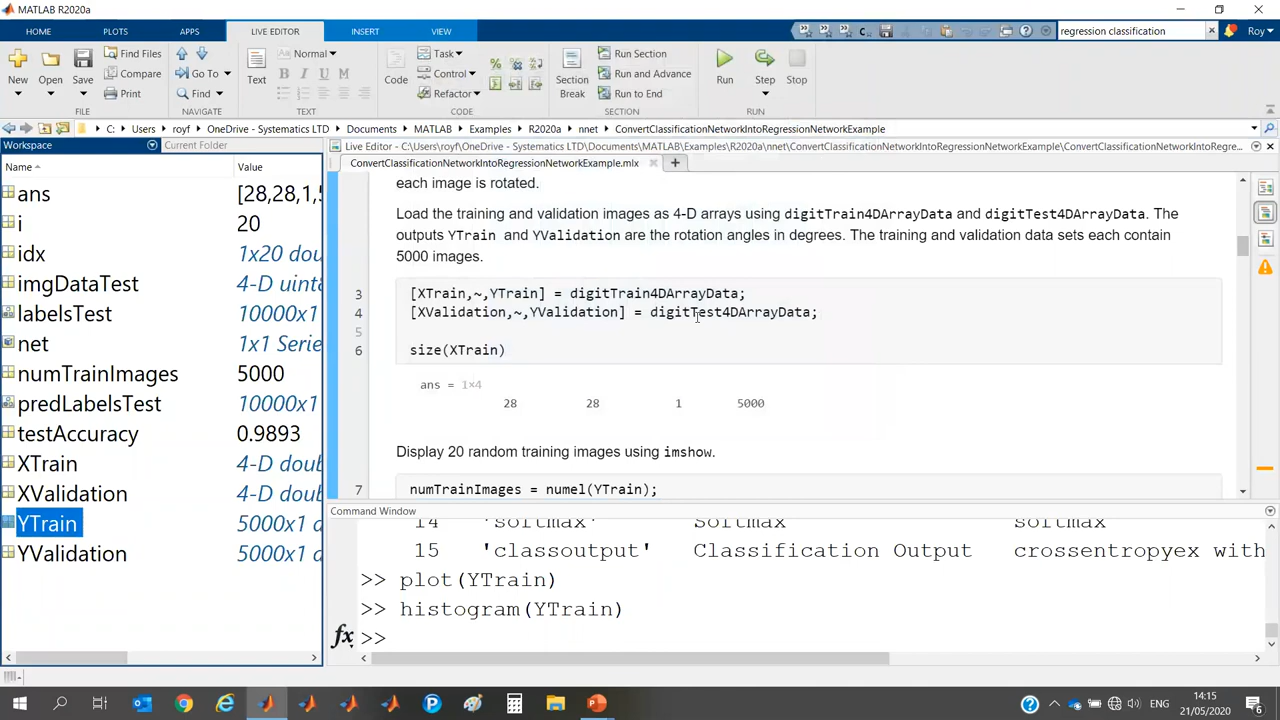 MATLAB R2020a
HOME PLOTS APPS LIVE EDITOR INSERT VIEW
regression classification
Roy
New Open Save
Find Files
Compare
Print
Go To
Find
Text
Normal
B I U M
Code
Task
Control
Refactor
Section Break
Run Section
Run and Advance
Run to End
Run Step Stop
FILE NAVIGATE TEXT CODE SECTION RUN
C: Users royf OneDrive - Systematics LTD Documents MATLAB Examples R2020a nnet ConvertClassificationNetworkIntoRegressionNetworkExample
Workspace
Current Folder
Name Value
ans [28,28,1,5
i 20
idx 1x20 dou
imgDataTest 4-D uint
labelsTest 10000x1
net 1x1 Serie
numTrainImages 5000
predLabelsTest 10000x1
testAccuracy 0.9893
XTrain 4-D doub
XValidation 4-D doub
YTrain 5000x1 d
YValidation 5000x1 d
Live Editor - C:\Users\royf\OneDrive - Systematics LTD\Documents\MATLAB\Examples\R2020a\nnet\ConvertClassificationNetworkIntoRegressionNetworkExample\ConvertClassificationNetworkIntoRegre...
ConvertClassificationNetworkIntoRegressionNetworkExample.mlx
each image is rotated.
Load the training and validation images as 4-D arrays using digitTrain4DArrayData and digitTest4DArrayData. The
outputs YTrain and YValidation are the rotation angles in degrees. The training and validation data sets each contain
5000 images.
3 [XTrain,~,YTrain] = digitTrain4DArrayData;
4 [XValidation,~,YValidation] = digitTest4DArrayData;
5
6 size(XTrain)
ans = 1×4
28 28 1 5000
Display 20 random training images using imshow.
7 numTrainImages = numel(YTrain);
Command Window
14 'softmax' Softmax softmax
15 'classoutput' Classification Output crossentropyex with
>> plot(YTrain)
>> histogram(YTrain)
fx >>
ENG
14:15
21/05/2020
6